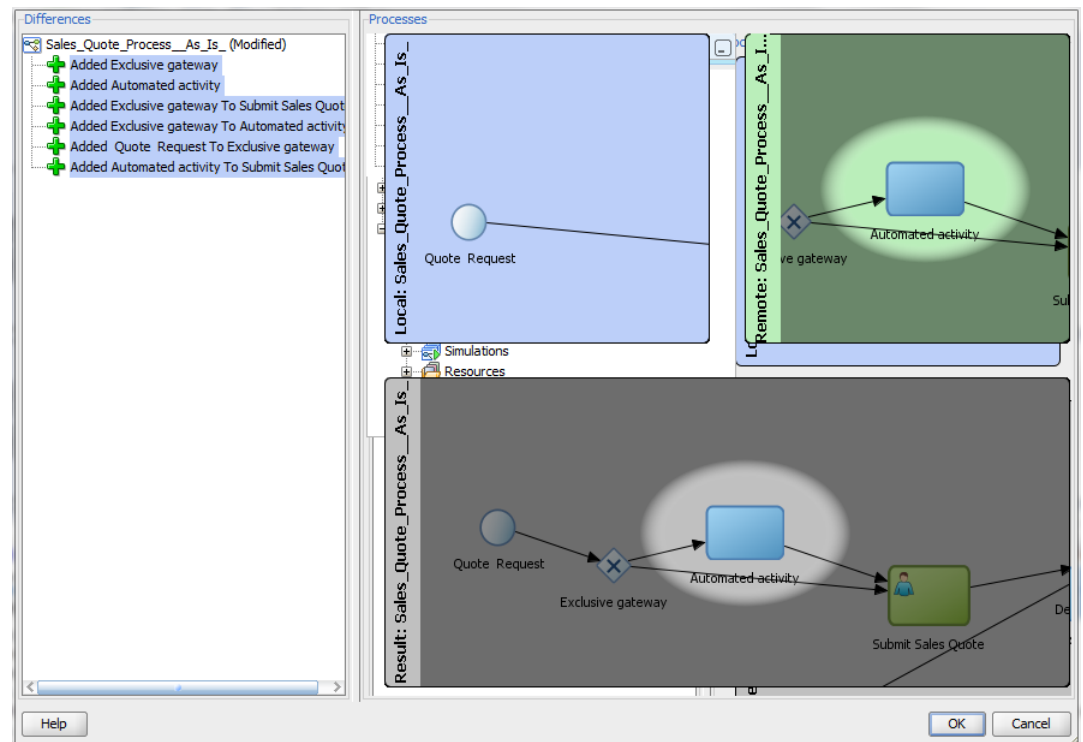 Differences
Sales_Quote_Process__As_Is_ (Modified)
Added Exclusive gateway
Added Automated activity
Added Exclusive gateway To Submit Sales Quot
Added Exclusive gateway To Automated activity
Added  Quote  Request To Exclusive gateway
Added Automated activity To Submit Sales Quot
Processes
Local: Sales_Quote_Process__As_Is_
Quote  Request
Remote: Sales_Quote_Process__As_I...
Automated activity
ve gateway
Sul
Lo
Simulations
Resources
Result: Sales_Quote_Process__As_Is_
Quote  Request
Exclusive gateway
Automated activity
Submit Sales Quote
De
Help
OK
Cancel